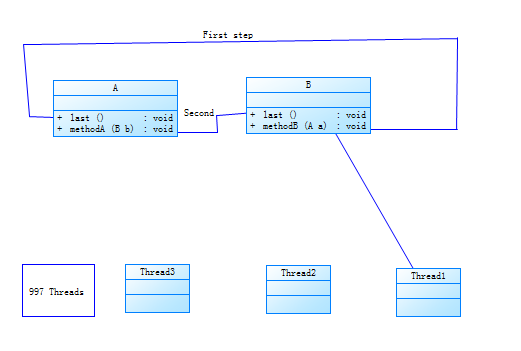 First step
A
+ last () : void
+ methodA (B b) : void
Second
B
+ last () : void
+ methodB (A a) : void
997 Threads
Thread3
Thread2
Thread1